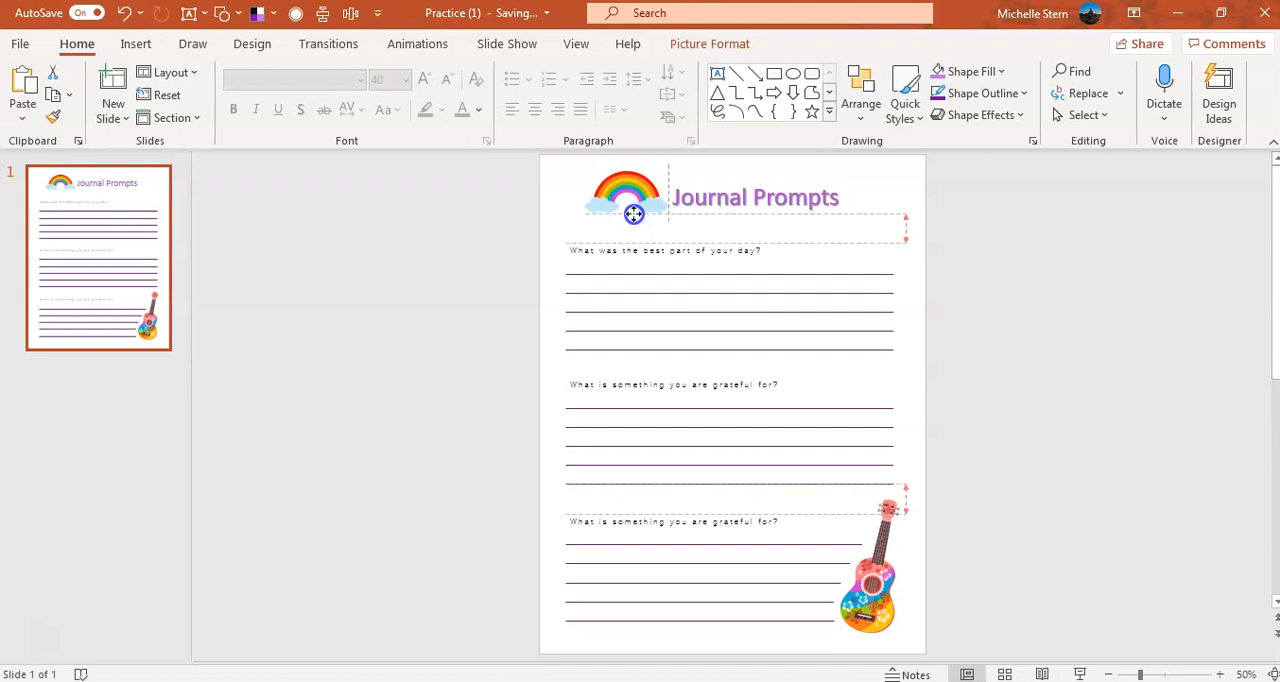 AutoSave On Practice (1) - Saving... Search Michelle Stern
File Home Insert Draw Design Transitions Animations Slide Show View Help Picture Format Share Comments
Paste New Slide Layout Reset Section 40 Arrange Quick Styles Shape Fill Shape Outline Shape Effects Find Replace Select Dictate Design Ideas
Clipboard Slides Font Paragraph Drawing Editing Voice Designer
1
Journal Prompts
Journal Prompts
What was the best part of your day?
What is something you are grateful for?
What is something you are grateful for?
Slide 1 of 1 Notes 50%